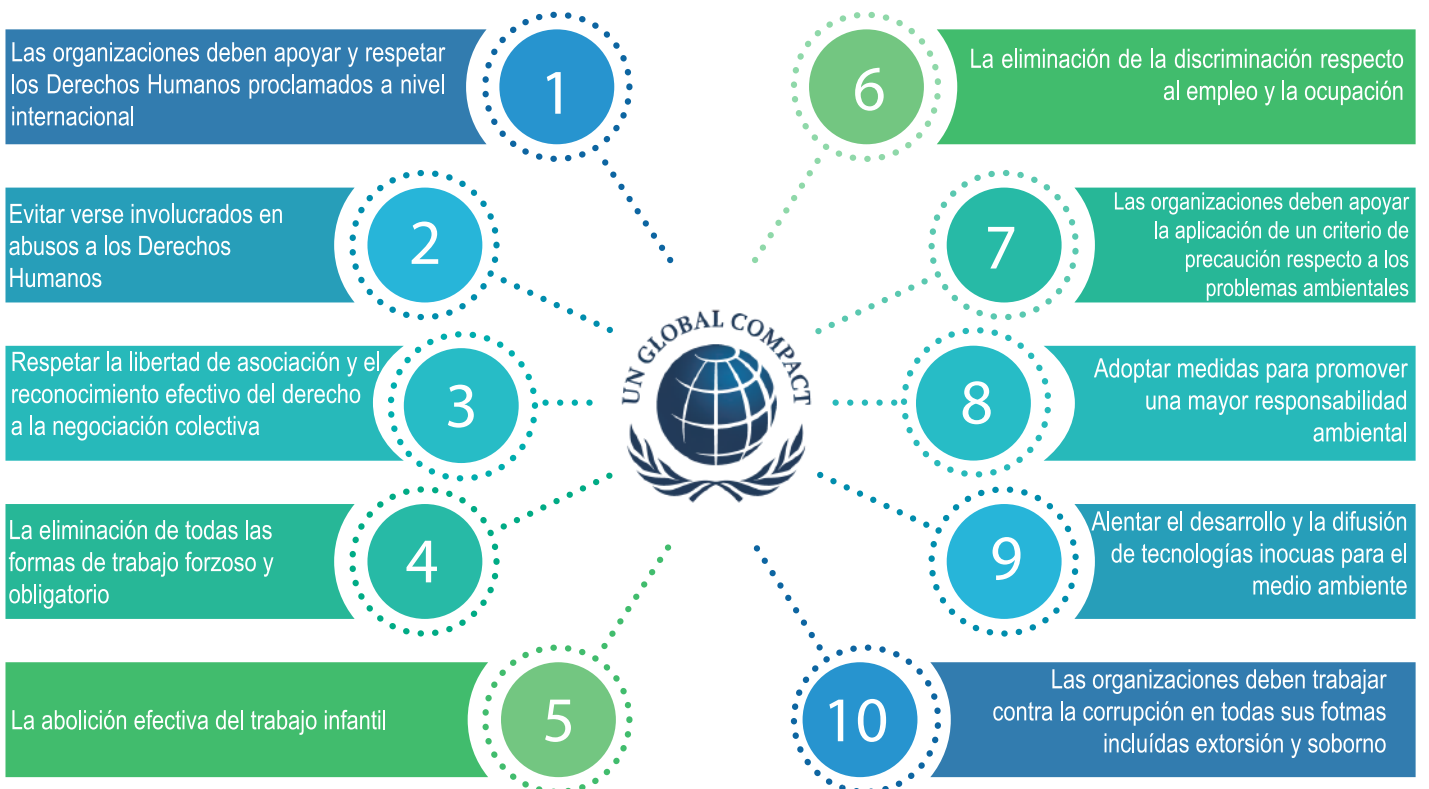 Las organizaciones deben apoyar y respetar
los Derechos Humanos proclamados a nivel
internacional
1
Evitar verse involucrados en
abusos a los Derechos
Humanos
2
Respetar la libertad de asociación y el
reconocimiento efectivo del derecho
a la negociación colectiva
3
La eliminación de todas las
formas de trabajo forzoso y
obligatorio
4
La abolición efectiva del trabajo infantil
5
UN GLOBAL COMPACT
6
La eliminación de la discriminación respecto
al empleo y la ocupación
7
Las organizaciones deben apoyar
la aplicación de un criterio de
precaución respecto a los
problemas ambientales
8
Adoptar medidas para promover
una mayor responsabilidad
ambiental
9
Alentar el desarrollo y la difusión
de tecnologías inocuas para el
medio ambiente
10
Las organizaciones deben trabajar
contra la corrupción en todas sus fotmas
incluídas extorsión y soborno